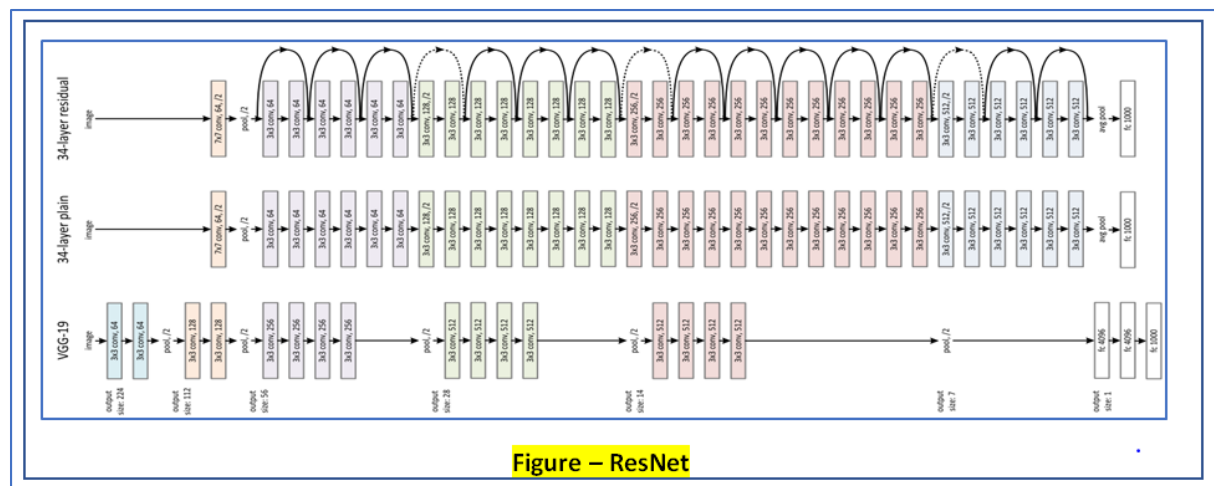 34-layer residual
image
7x7 conv, 64, /2
pool, /2
3x3 conv, 64
3x3 conv, 64
3x3 conv, 64
3x3 conv, 64
3x3 conv, 64
3x3 conv, 64
3x3 conv, 128, /2
3x3 conv, 128
3x3 conv, 128
3x3 conv, 128
3x3 conv, 128
3x3 conv, 128
3x3 conv, 128
3x3 conv, 128
3x3 conv, 256, /2
3x3 conv, 256
3x3 conv, 256
3x3 conv, 256
3x3 conv, 256
3x3 conv, 256
3x3 conv, 256
3x3 conv, 256
3x3 conv, 256
3x3 conv, 256
3x3 conv, 256
3x3 conv, 256
3x3 conv, 512, /2
3x3 conv, 512
3x3 conv, 512
3x3 conv, 512
3x3 conv, 512
3x3 conv, 512
avg pool
fc 1000
34-layer plain
image
7x7 conv, 64, /2
pool, /2
3x3 conv, 64
3x3 conv, 64
3x3 conv, 64
3x3 conv, 64
3x3 conv, 64
3x3 conv, 64
3x3 conv, 128, /2
3x3 conv, 128
3x3 conv, 128
3x3 conv, 128
3x3 conv, 128
3x3 conv, 128
3x3 conv, 128
3x3 conv, 128
3x3 conv, 256, /2
3x3 conv, 256
3x3 conv, 256
3x3 conv, 256
3x3 conv, 256
3x3 conv, 256
3x3 conv, 256
3x3 conv, 256
3x3 conv, 256
3x3 conv, 256
3x3 conv, 256
3x3 conv, 256
3x3 conv, 512, /2
3x3 conv, 512
3x3 conv, 512
3x3 conv, 512
3x3 conv, 512
3x3 conv, 512
avg pool
fc 1000
VGG-19
image
3x3 conv, 64
3x3 conv, 64
pool, /2
3x3 conv, 128
3x3 conv, 128
pool, /2
3x3 conv, 256
3x3 conv, 256
3x3 conv, 256
3x3 conv, 256
pool, /2
3x3 conv, 512
3x3 conv, 512
3x3 conv, 512
3x3 conv, 512
pool, /2
3x3 conv, 512
3x3 conv, 512
3x3 conv, 512
3x3 conv, 512
pool, /2
fc 4096
fc 4096
fc 1000
output
size: 224
output
size: 112
output
size: 56
output
size: 28
output
size: 14
output
size: 7
output
size: 1
Figure – ResNet